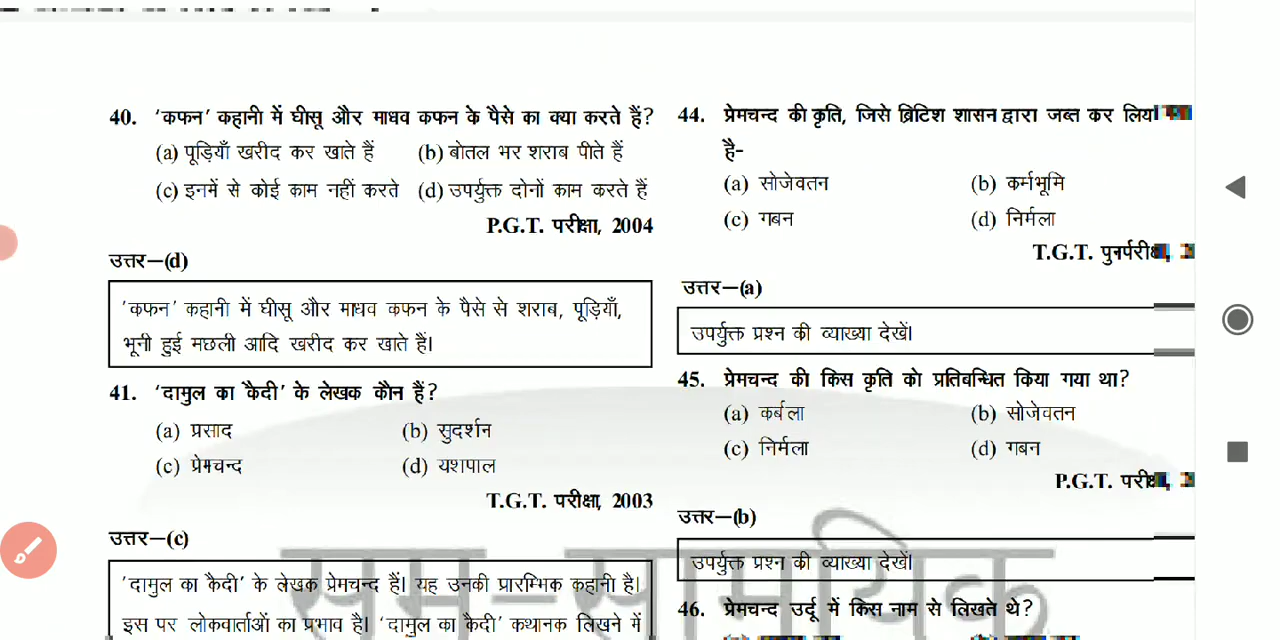 40. 'कफन' कहानी में घीसू और माधव कफन के पैसे का क्या करते हैं?
(a) पूड़ियाँ खरीद कर खाते हैं (b) बोतल भर शराब पीते हैं
(c) इनमें से कोई काम नहीं करते (d) उपर्युक्त दोनों काम करते हैं
P.G.T. परीक्षा, 2004
उत्तर—(d)
'कफन' कहानी में घीसू और माधव कफन के पैसे से शराब, पूड़ियाँ,
भूनी हुई मछली आदि खरीद कर खाते हैं।
41. 'दामुल का कैदी' के लेखक कौन हैं?
(a) प्रसाद (b) सुदर्शन
(c) प्रेमचन्द (d) यशपाल
T.G.T. परीक्षा, 2003
उत्तर—(c)
'दामुल का कैदी' के लेखक प्रेमचन्द हैं। यह उनकी प्रारम्भिक कहानी है।
इस पर लोकवार्ताओं का प्रभाव है। 'दामुल का कैदी' कथानक लिखने में
44. प्रेमचन्द की कृति, जिसे ब्रिटिश शासन द्वारा जब्त कर लिया
है-
(a) सोजेवतन (b) कर्मभूमि
(c) गबन (d) निर्मला
T.G.T.
उत्तर—(a)
उपर्युक्त प्रश्न की व्याख्या देखें।
45. प्रेमचन्द की किस कृति को प्रतिबन्धित किया गया था?
(a) कर्बला (b) सोजेवतन
(c) निर्मला (d) गबन
P.G.T.
उत्तर—(b)
उपर्युक्त प्रश्न की व्याख्या देखें।
46. प्रेमचन्द उर्दू में किस नाम से लिखते थे?
सम-सामयिक